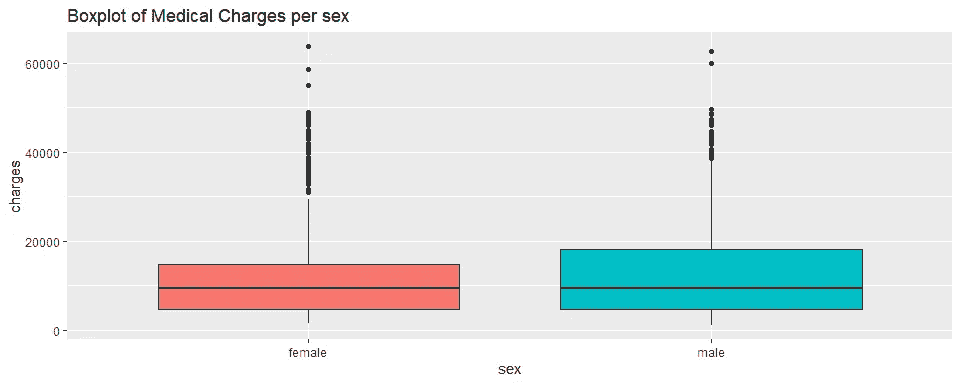 Boxplot of Medical Charges per sex
60000
40000
20000
0
charges
female male
sex